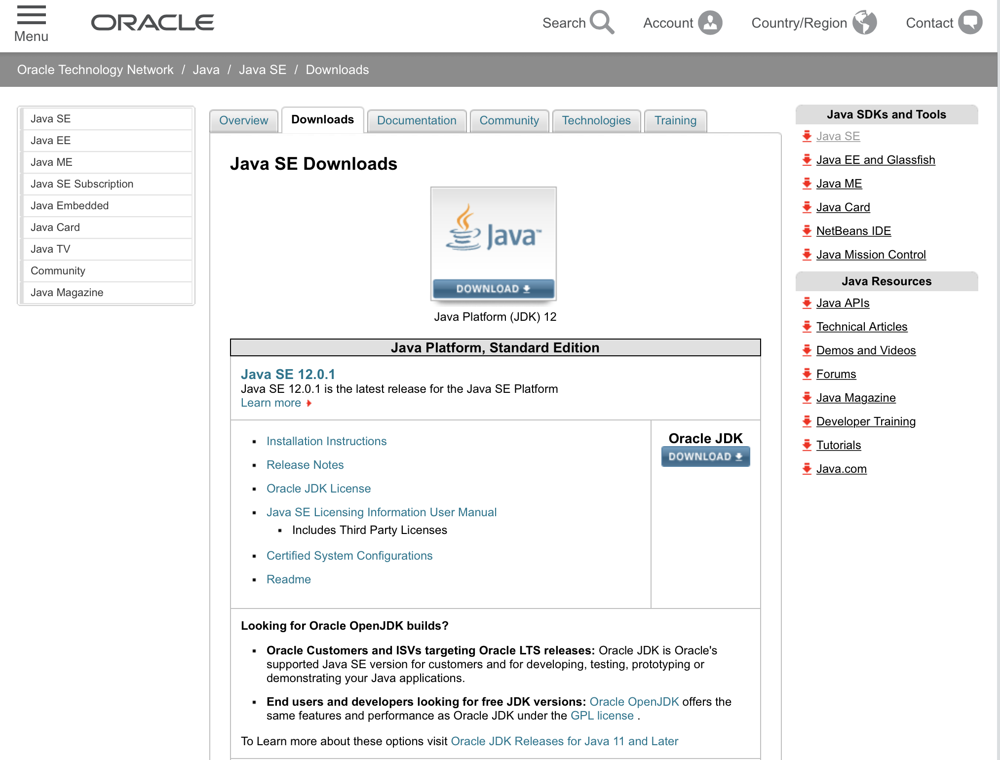 Menu
ORACLE
Search
Account
Country/Region
Contact
Oracle Technology Network / Java / Java SE / Downloads
Java SE
Java EE
Java ME
Java SE Subscription
Java Embedded
Java Card
Java TV
Community
Java Magazine
Overview
Downloads
Documentation
Community
Technologies
Training
Java SE Downloads
Java™
DOWNLOAD
Java Platform (JDK) 12
Java Platform, Standard Edition
Java SE 12.0.1
Java SE 12.0.1 is the latest release for the Java SE Platform
Learn more
Installation Instructions
Release Notes
Oracle JDK License
Java SE Licensing Information User Manual
Includes Third Party Licenses
Certified System Configurations
Readme
Oracle JDK
DOWNLOAD
Looking for Oracle OpenJDK builds?
Oracle Customers and ISVs targeting Oracle LTS releases: Oracle JDK is Oracle's
supported Java SE version for customers and for developing, testing, prototyping or
demonstrating your Java applications.
End users and developers looking for free JDK versions: Oracle OpenJDK offers the
same features and performance as Oracle JDK under the GPL license .
To Learn more about these options visit Oracle JDK Releases for Java 11 and Later
Java SDKs and Tools
Java SE
Java EE and Glassfish
Java ME
Java Card
NetBeans IDE
Java Mission Control
Java Resources
Java APIs
Technical Articles
Demos and Videos
Forums
Java Magazine
Developer Training
Tutorials
Java.com